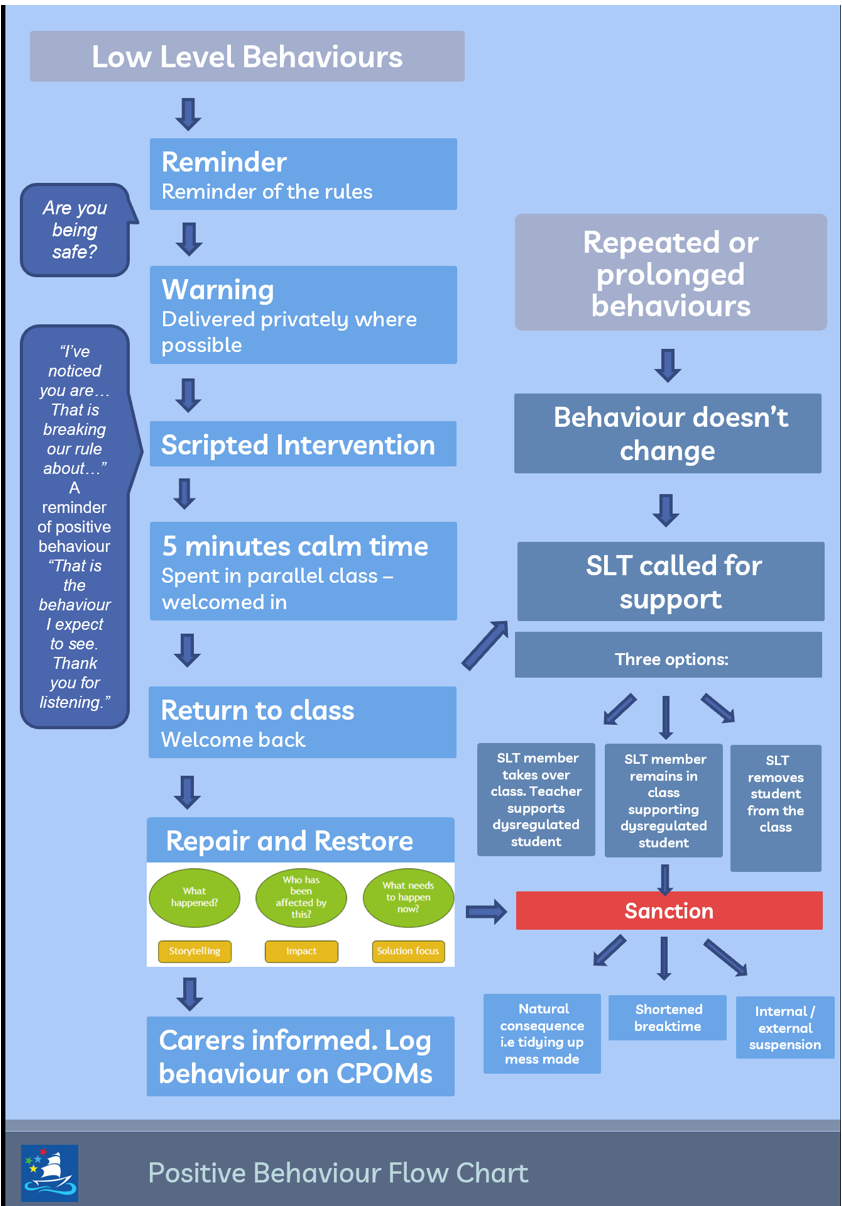 Low Level Behaviours
Reminder
Reminder of the rules
Are you
being
safe?
Warning
Delivered privately where
possible
“I’ve
noticed
you are…
That is
breaking
our rule
about…”
A
reminder
of positive
behaviour
“That is
the
behaviour
I expect
to see.
Thank
you for
listening.”
Scripted Intervention
5 minutes calm time
Spent in parallel class –
welcomed in
Return to class
Welcome back
Repair and Restore
What
happened?
Who has
been
affected by
this?
What needs
to happen
now?
Storytelling
Impact
Solution focus
Carers informed. Log
behaviour on CPOMs
Repeated or
prolonged
behaviours
Behaviour doesn’t
change
SLT called for
support
Three options:
SLT member
takes over
class. Teacher
supports
dysregulated
student
SLT member
remains in
class
supporting
dysregulated
student
SLT
removes
student
from the
class
Sanction
Natural
consequence
i.e tidying up
mess made
Shortened
breaktime
Internal /
external
suspension
Positive Behaviour Flow Chart